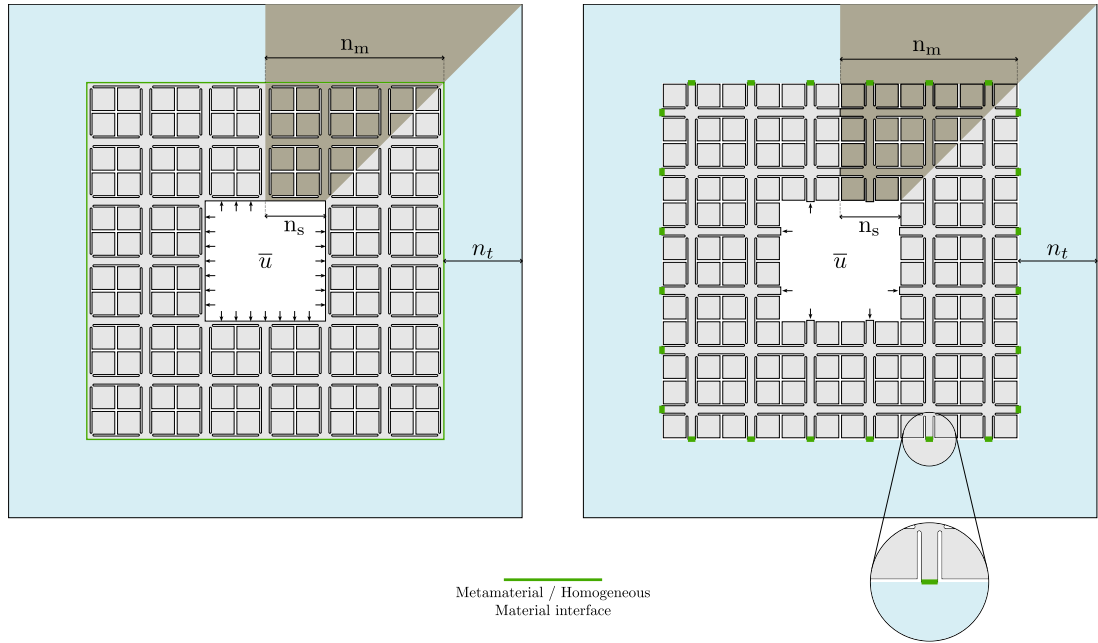 n_m
n_s
u̅
n_t
n_m
n_s
u̅
n_t
Metamaterial / Homogeneous
Material interface